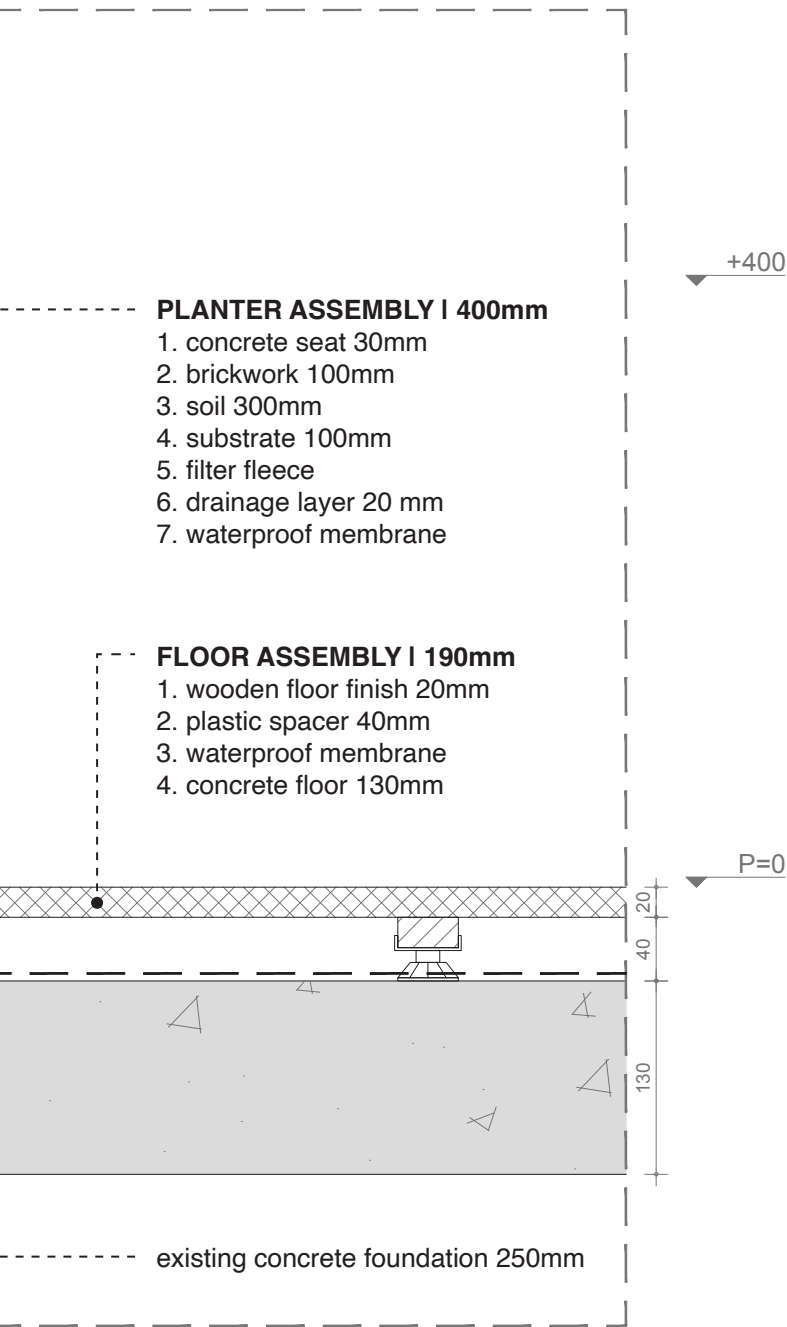 +400
PLANTER ASSEMBLY | 400mm
1. concrete seat 30mm
2. brickwork 100mm
3. soil 300mm
4. substrate 100mm
5. filter fleece
6. drainage layer 20 mm
7. waterproof membrane
FLOOR ASSEMBLY | 190mm
1. wooden floor finish 20mm
2. plastic spacer 40mm
3. waterproof membrane
4. concrete floor 130mm
P=0
20
40
130
existing concrete foundation 250mm